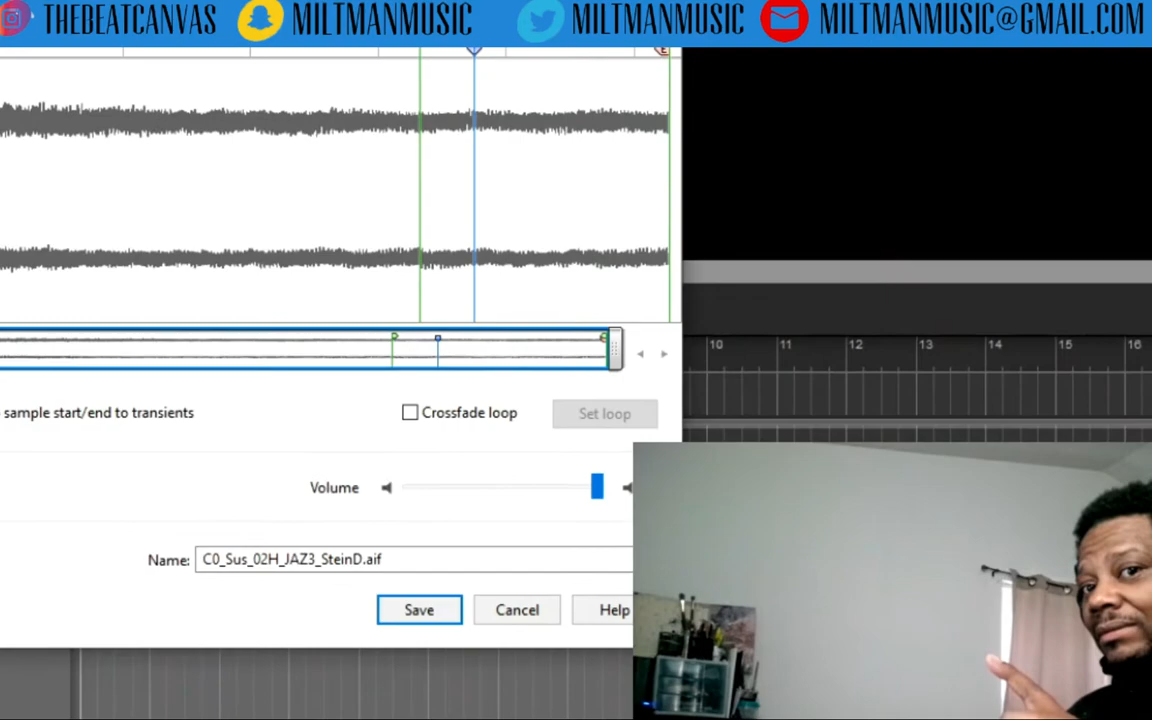 THEBEATCANVAS MILTMANMUSIC MILTMANMUSIC MILTMANMUSIC@GMAIL.COM
E
10 11 12 13 14 15 16
sample start/end to transients Crossfade loop Set loop
Volume
Name: C0_Sus_02H_JAZ3_SteinD.aif
Save Cancel Help